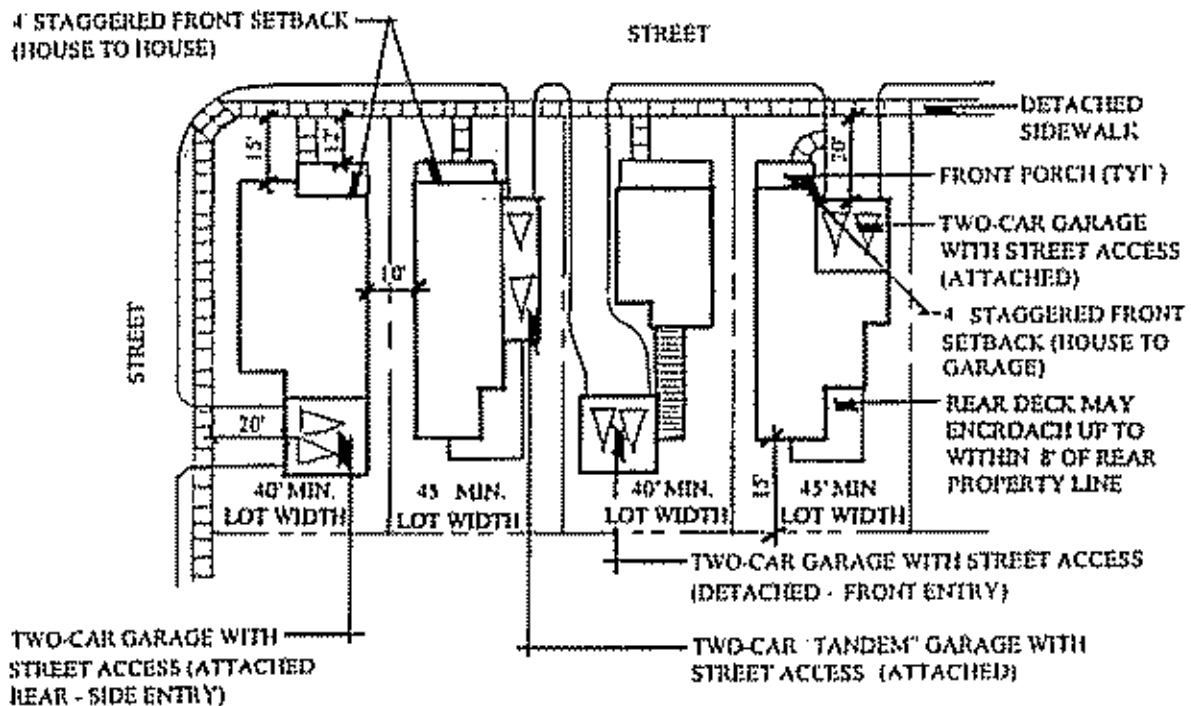 4' STAGGERED FRONT SETBACK
(HOUSE TO HOUSE)
STREET
DETACHED
SIDEWALK
15'
12'
20'
FRONT PORCH (TYP.)
TWO-CAR GARAGE
WITH STREET ACCESS
(ATTACHED)
10'
4' STAGGERED FRONT
SETBACK (HOUSE TO
GARAGE)
STREET
20'
REAR DECK MAY
ENCROACH UP TO
WITHIN 8' OF REAR
PROPERTY LINE
15'
40' MIN.
LOT WIDTH
45' MIN.
LOT WIDTH
40' MIN.
LOT WIDTH
45' MIN
LOT WIDTH
TWO-CAR GARAGE WITH STREET ACCESS
(DETACHED - FRONT ENTRY)
TWO-CAR GARAGE WITH
STREET ACCESS (ATTACHED
REAR - SIDE ENTRY)
TWO-CAR "TANDEM" GARAGE WITH
STREET ACCESS (ATTACHED)